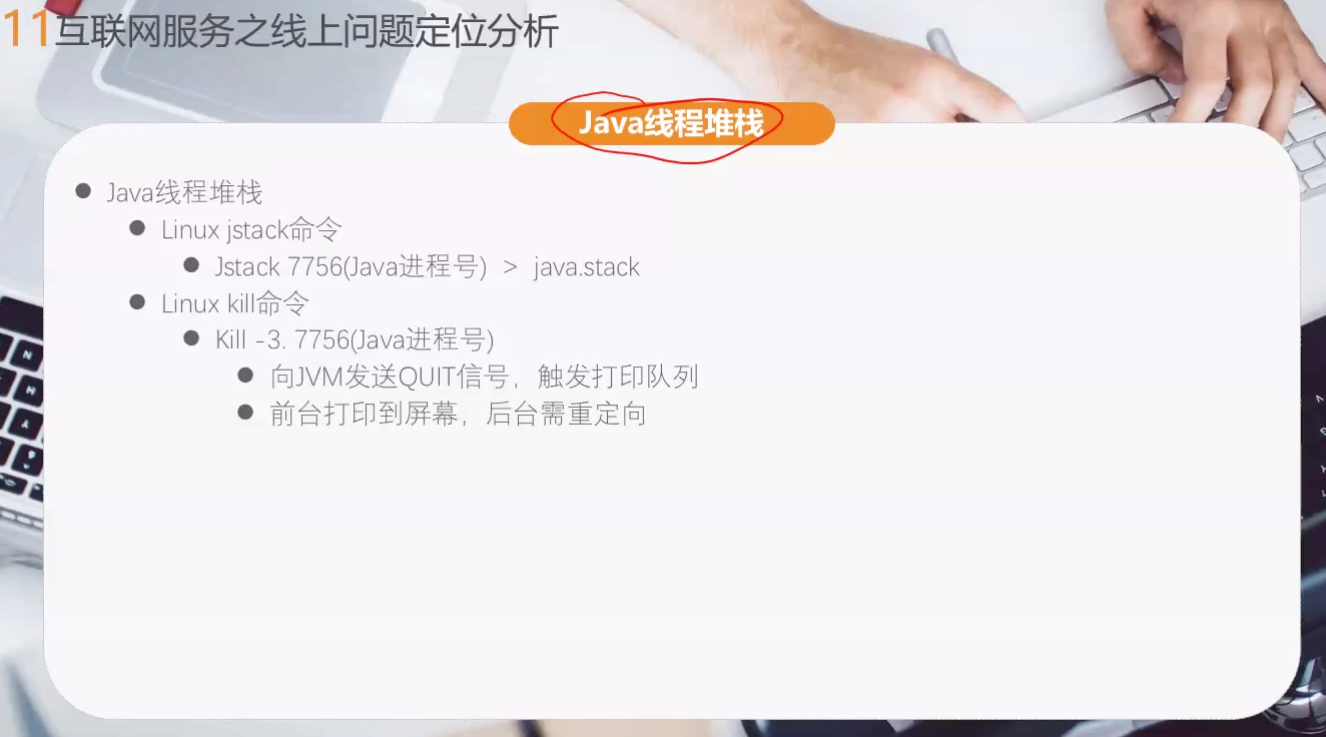 11互联网服务之线上问题定位分析
Java线程堆栈
Java线程堆栈
Linux jstack命令
Jstack 7756(Java进程号) > java.stack
Linux kill命令
Kill -3. 7756(Java进程号)
向JVM发送QUIT信号，触发打印队列
前台打印到屏幕，后台需重定向